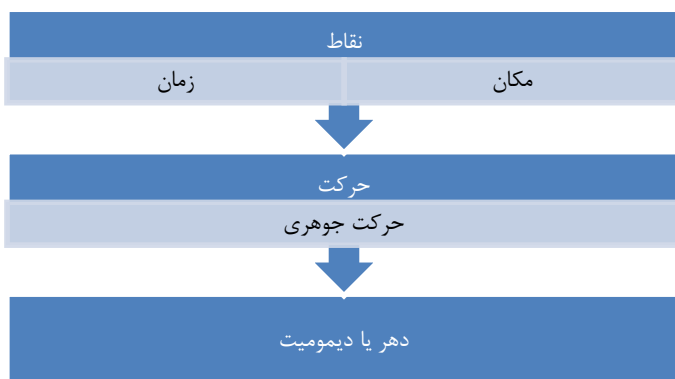 نقاط
مکان
زمان
حرکت
حرکت جوهری
دهر یا دیمومیت